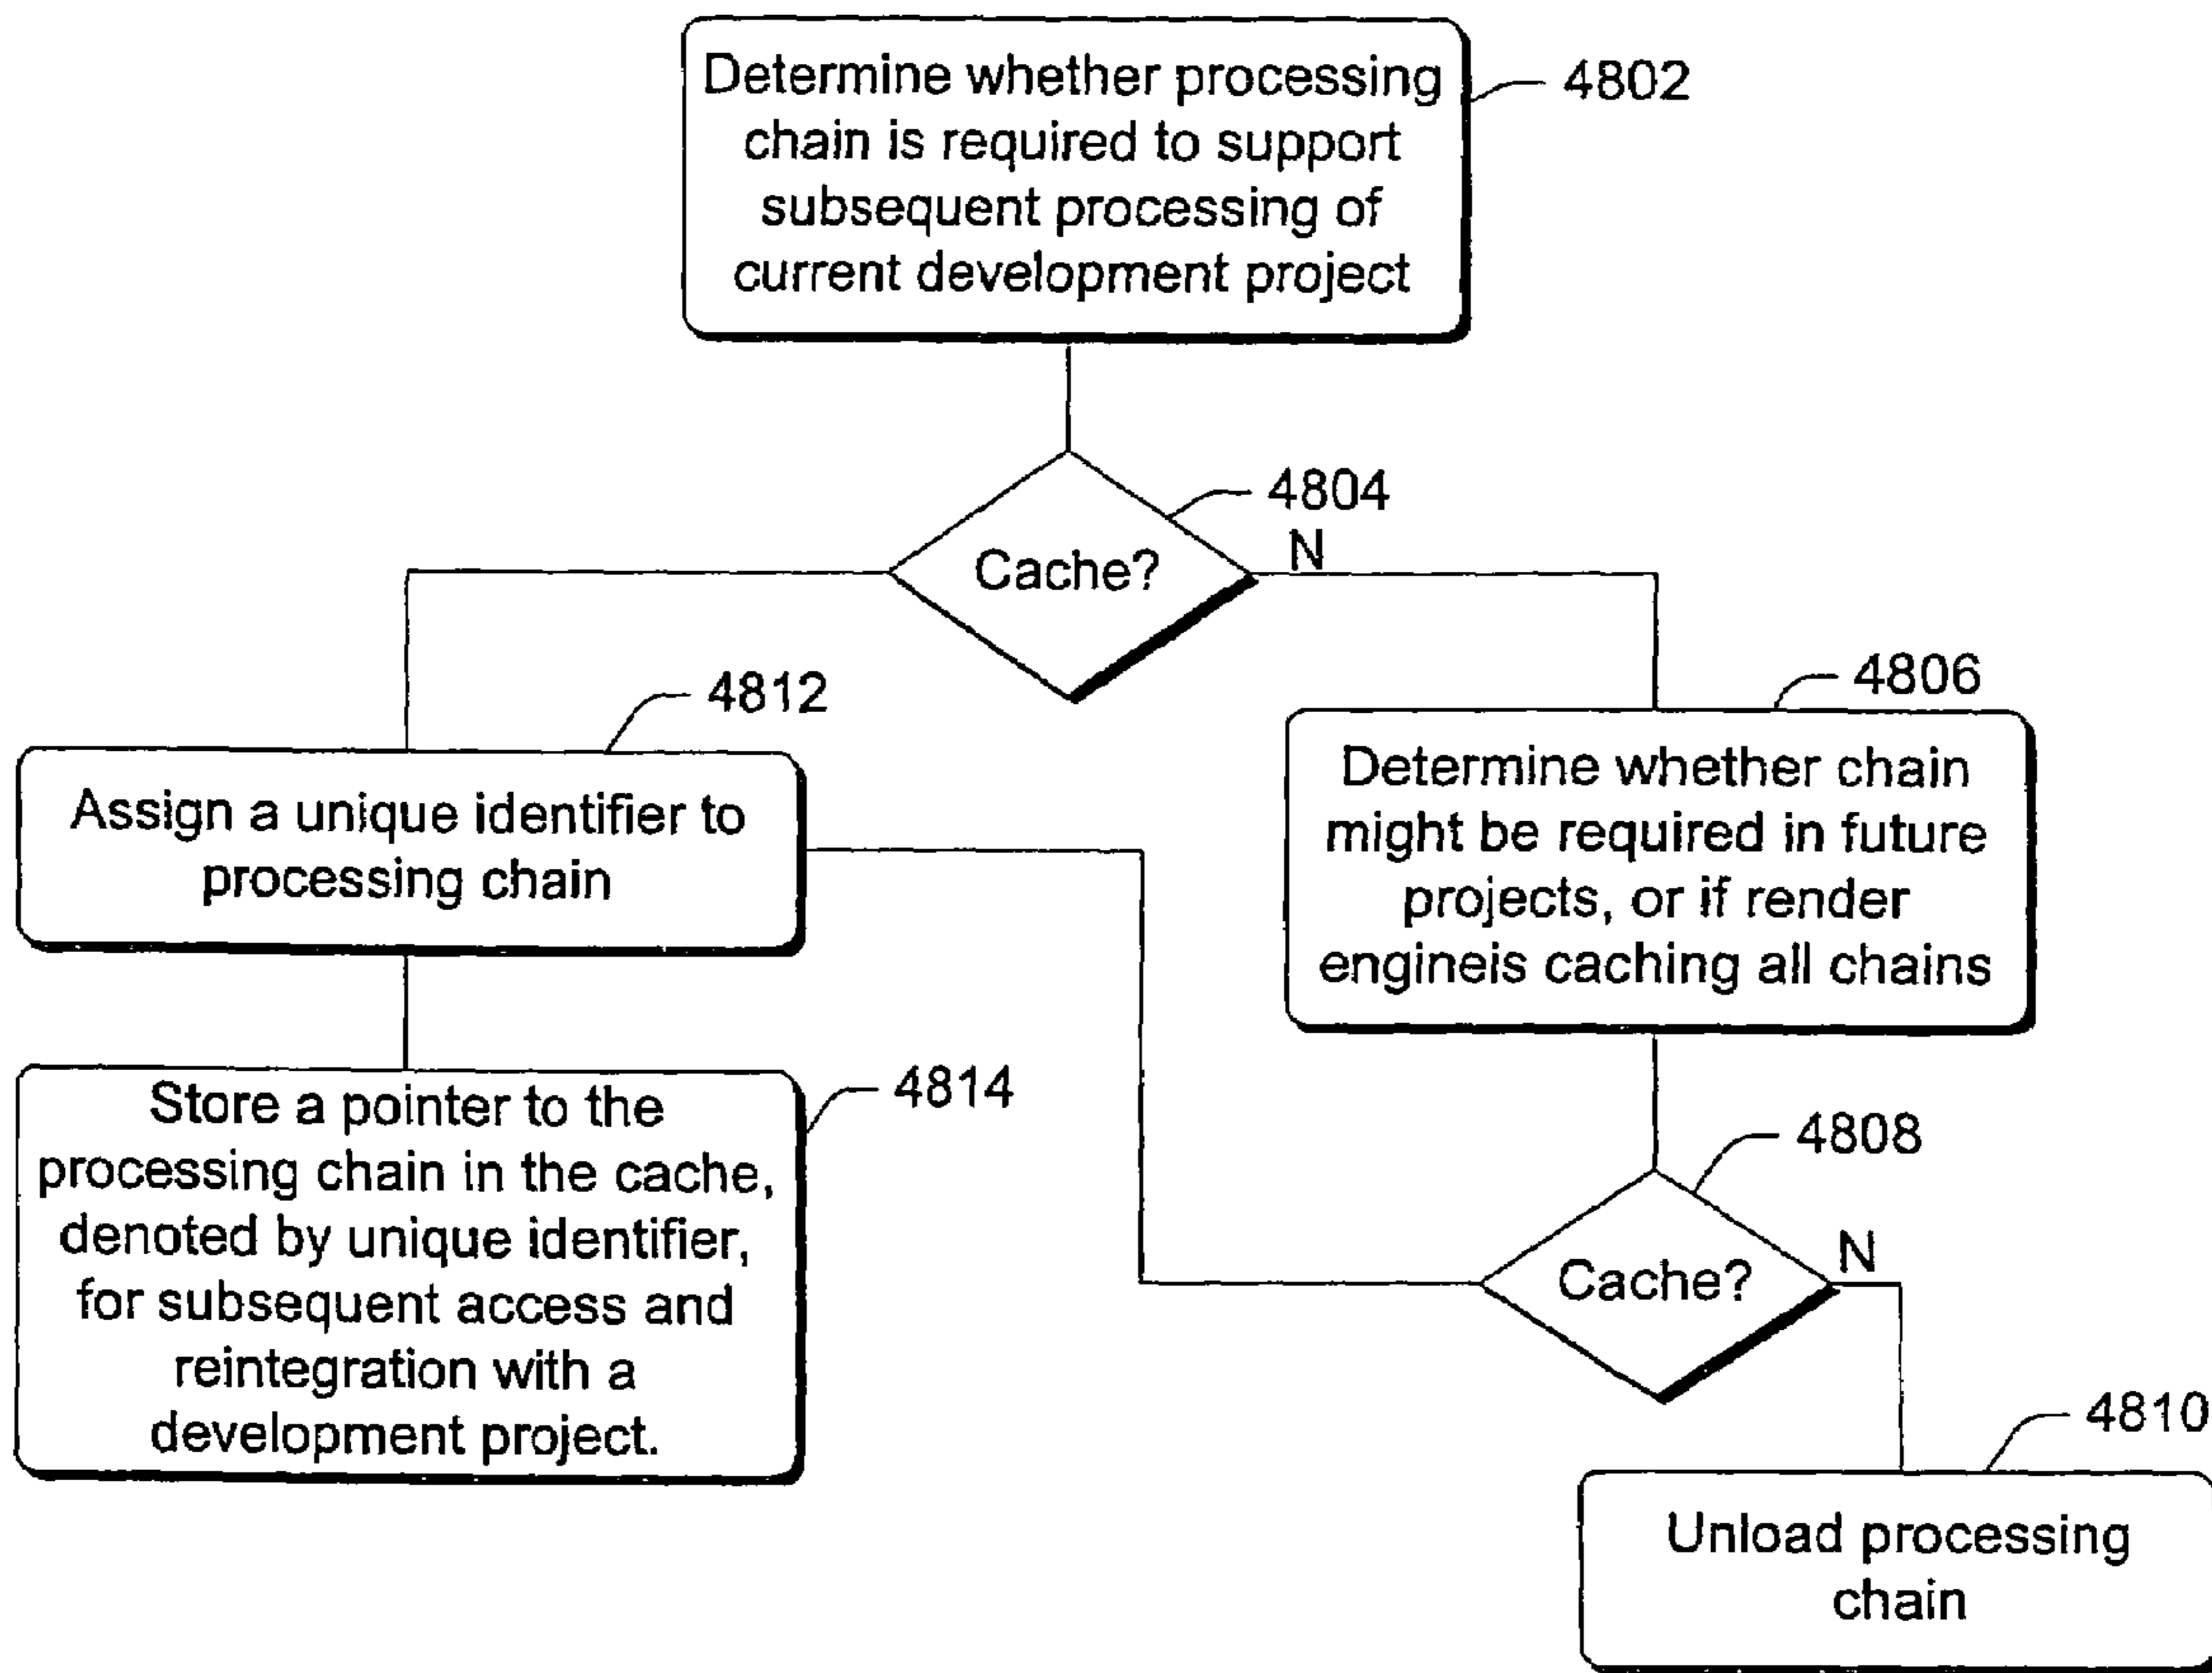 Determine whether processing
chain is required to support
subsequent processing of
current development project
4802
4804
Cache?
N
4812
4806
Assign a unique identifier to
processing chain
Determine whether chain
might be required in future
projects, or if render
engineis caching all chains
4814
Store a pointer to the
processing chain in the cache,
denoted by unique identifier,
for subsequent access and
reintegration with a
development project.
4808
Cache?
N
4810
Unload processing
chain